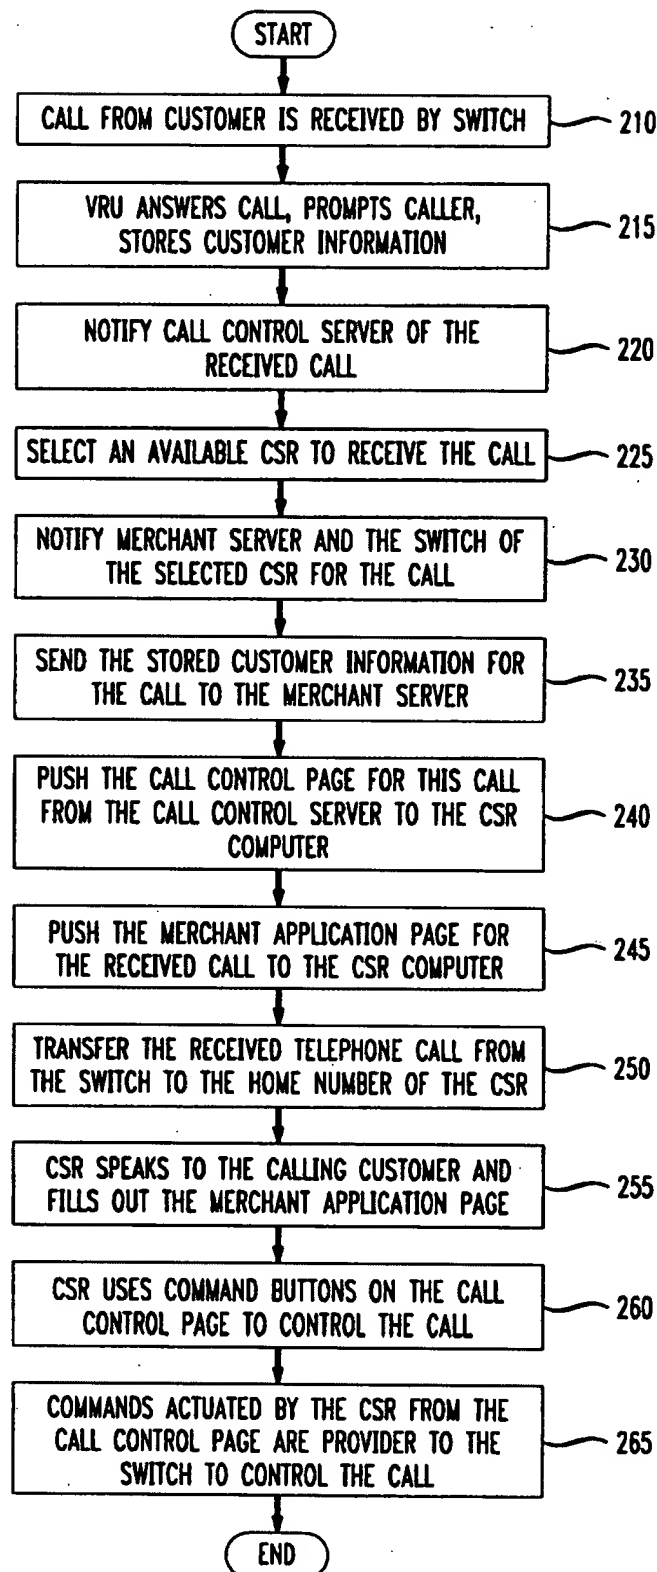 START
CALL FROM CUSTOMER IS RECEIVED BY SWITCH
210
VRU ANSWERS CALL, PROMPTS CALLER,
STORES CUSTOMER INFORMATION
215
NOTIFY CALL CONTROL SERVER OF THE
RECEIVED CALL
220
SELECT AN AVAILABLE CSR TO RECEIVE THE CALL
225
NOTIFY MERCHANT SERVER AND THE SWITCH OF
THE SELECTED CSR FOR THE CALL
230
SEND THE STORED CUSTOMER INFORMATION FOR
THE CALL TO THE MERCHANT SERVER
235
PUSH THE CALL CONTROL PAGE FOR THIS CALL
FROM THE CALL CONTROL SERVER TO THE CSR
COMPUTER
240
PUSH THE MERCHANT APPLICATION PAGE FOR
THE RECEIVED CALL TO THE CSR COMPUTER
245
TRANSFER THE RECEIVED TELEPHONE CALL FROM
THE SWITCH TO THE HOME NUMBER OF THE CSR
250
CSR SPEAKS TO THE CALLING CUSTOMER AND
FILLS OUT THE MERCHANT APPLICATION PAGE
255
CSR USES COMMAND BUTTONS ON THE CALL
CONTROL PAGE TO CONTROL THE CALL
260
COMMANDS ACTUATED BY THE CSR FROM THE
CALL CONTROL PAGE ARE PROVIDER TO THE
SWITCH TO CONTROL THE CALL
265
END